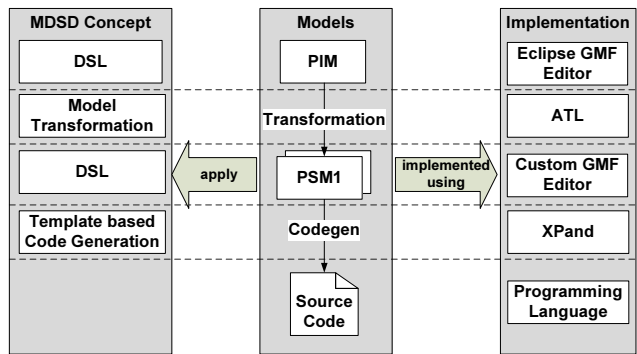 MDSD Concept
DSL
Model
Transformation
DSL
Template based
Code Generation
apply
Models
PIM
Transformation
PSM1
Codegen
Source
Code
implemented
using
Implementation
Eclipse GMF
Editor
ATL
Custom GMF
Editor
XPand
Programming
Language